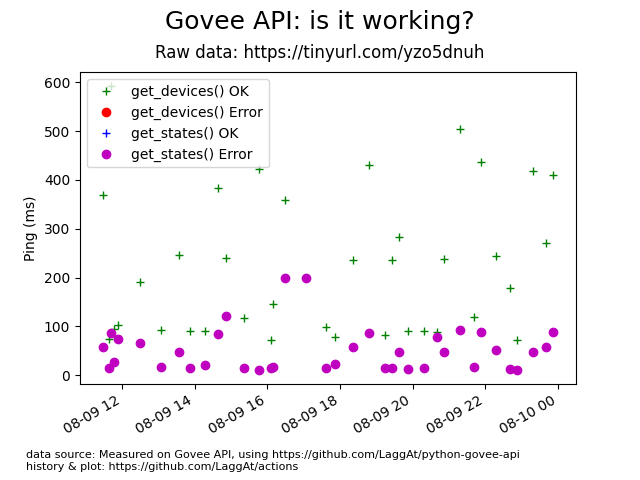 Govee API: is it working?
Raw data: https://tinyurl.com/yzo5dnuh
600
500
400
300
200
100
0
Ping (ms)
get_devices() OK
get_devices() Error
get_states() OK
get_states() Error
08-09 12
08-09 14
08-09 16
08-09 18
08-09 20
08-09 22
08-10 00
data source: Measured on Govee API, using https://github.com/LaggAt/python-govee-api
history & plot: https://github.com/LaggAt/actions